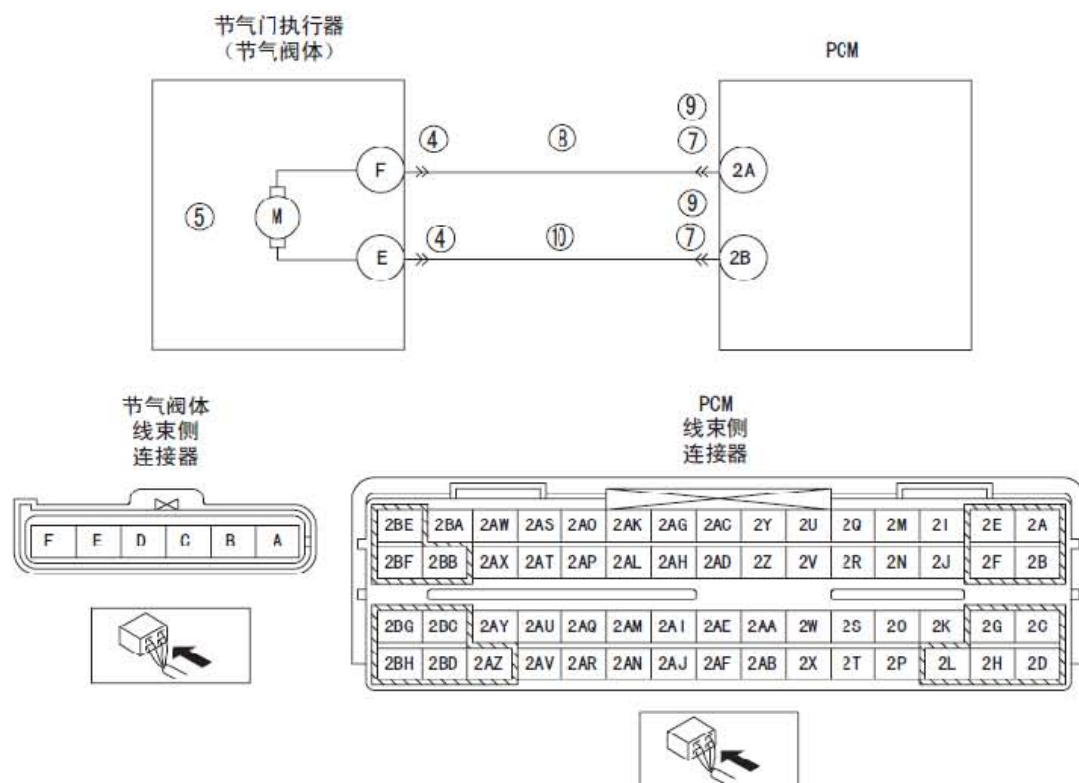 节气门执行器
（节气阀体）
PCM
⑨
④ ⑧ ⑦
F 2A
⑤ M ⑨
④ ⑩ ⑦
E 2B
节气阀体
线束侧
连接器
PCM
线束侧
连接器
F E D C B A
2BE 2BA 2AW 2AS 2AO 2AK 2AG 2AC 2Y 2U 2Q 2M 2I 2E 2A
2BF 2BB 2AX 2AT 2AP 2AL 2AH 2AD 2Z 2V 2R 2N 2J 2F 2B
2BG 2BC 2AY 2AU 2AQ 2AM 2AI 2AE 2AA 2W 2S 2O 2K 2G 2C
2BH 2BD 2AZ 2AV 2AR 2AN 2AJ 2AF 2AB 2X 2T 2P 2L 2H 2D